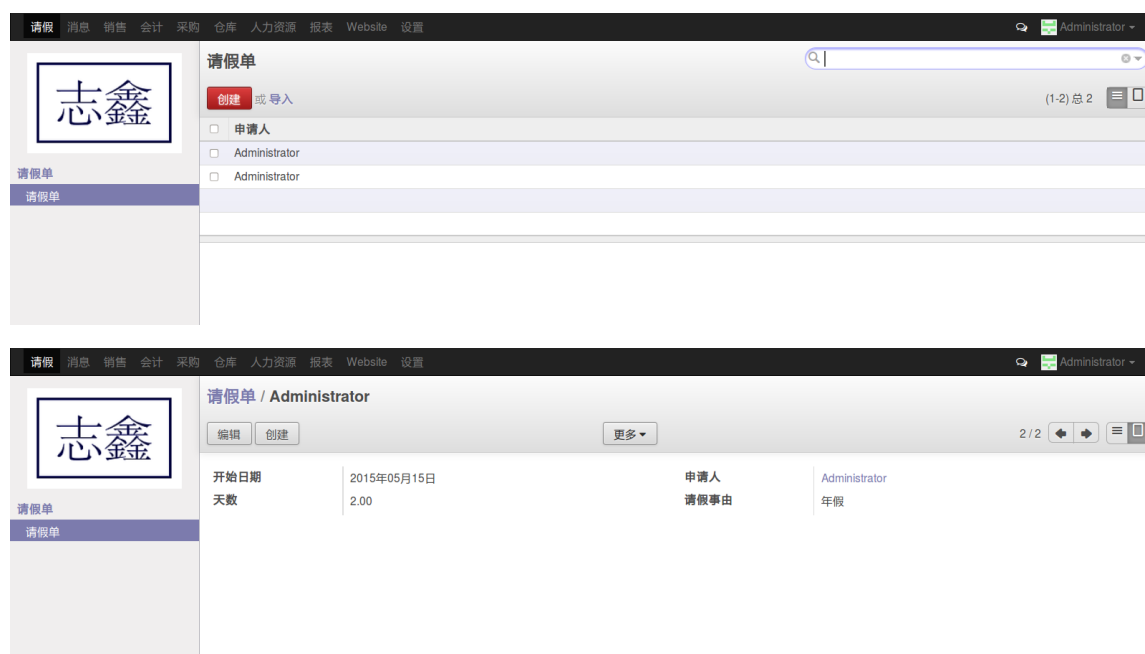 请假 消息 销售 会计 采购 仓库 人力资源 报表 Website 设置 Administrator
志鑫
请假单
创建 或 导入 (1-2) 总 2
申请人
Administrator
Administrator
请假单
请假单
请假 消息 销售 会计 采购 仓库 人力资源 报表 Website 设置 Administrator
志鑫
请假单 / Administrator
编辑 创建 更多 2 / 2
开始日期 2015年05月15日 申请人 Administrator
天数 2.00 请假事由 年假
请假单
请假单